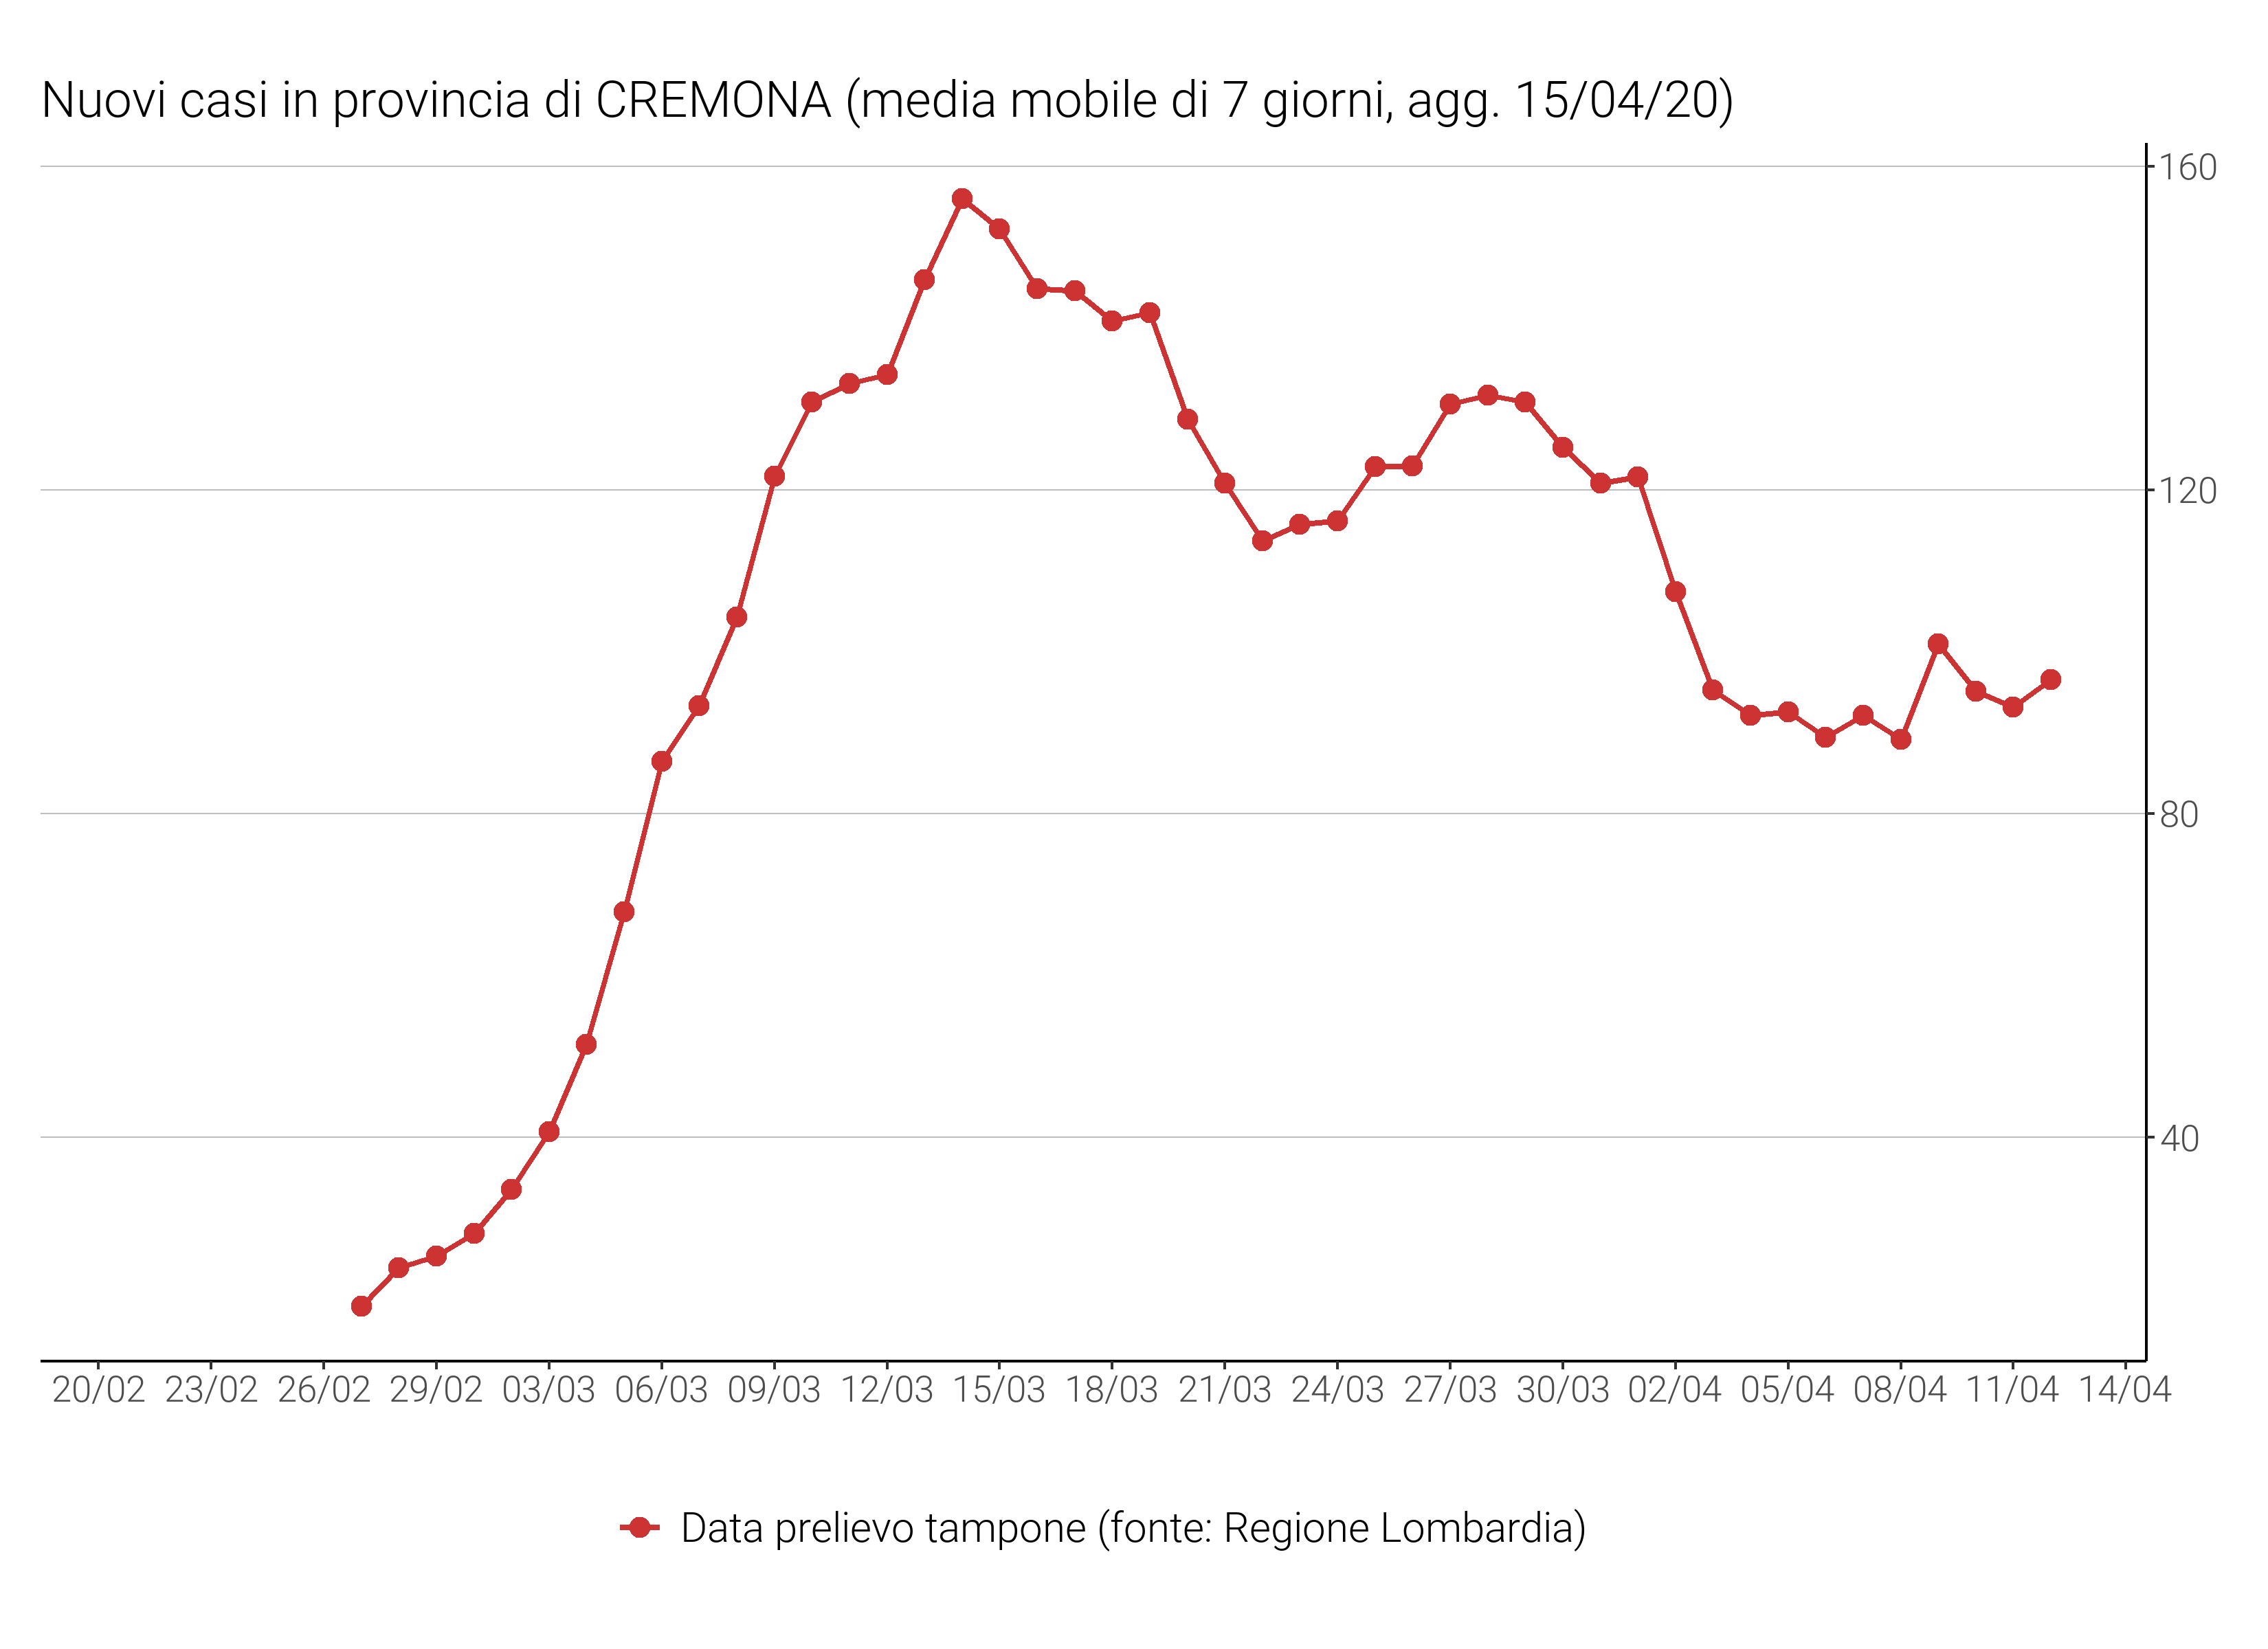 Nuovi casi in provincia di CREMONA (media mobile di 7 giorni, agg. 15/04/20)
160
120
80
40
20/02 23/02 26/02 29/02 03/03 06/03 09/03 12/03 15/03 18/03 21/03 24/03 27/03 30/03 02/04 05/04 08/04 11/04 14/04
Data prelievo tampone (fonte: Regione Lombardia)